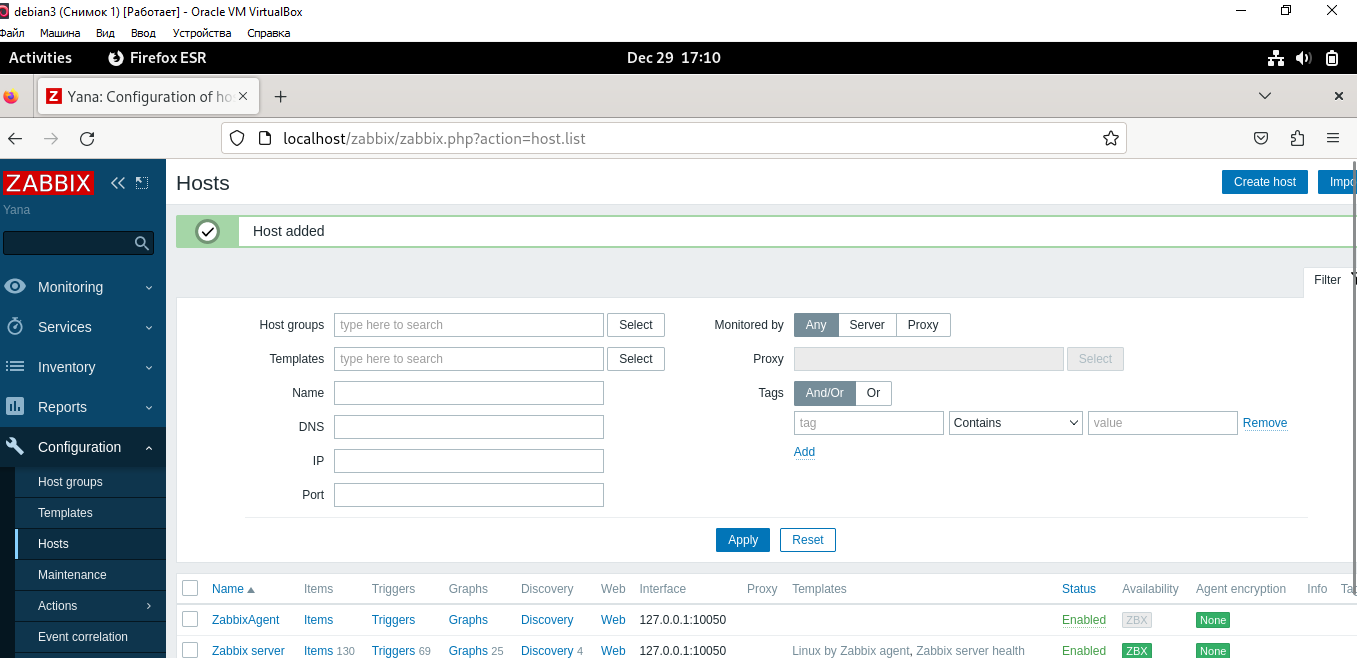 debian3 (Снимок 1) [Работает] - Oracle VM VirtualBox
Файл Машина Вид Ввод Устройства Справка
Activities Firefox ESR Dec 29 17:10
Yana: Configuration of ho
localhost/zabbix/zabbix.php?action=host.list
ZABBIX
Yana
Monitoring
Services
Inventory
Reports
Configuration
Host groups
Templates
Hosts
Maintenance
Actions
Event correlation
Hosts Create host Impo
Host added
Filter
Host groups type here to search Select Monitored by Any Server Proxy
Templates type here to search Select Proxy Select
Name Tags And/Or Or
DNS tag Contains value Remove
IP Add
Port
Apply Reset
Name Items Triggers Graphs Discovery Web Interface Proxy Templates Status Availability Agent encryption Info Tag
ZabbixAgent Items Triggers Graphs Discovery Web 127.0.0.1:10050 Enabled ZBX None
Zabbix server Items 130 Triggers 69 Graphs 25 Discovery 4 Web 127.0.0.1:10050 Linux by Zabbix agent, Zabbix server health Enabled ZBX None